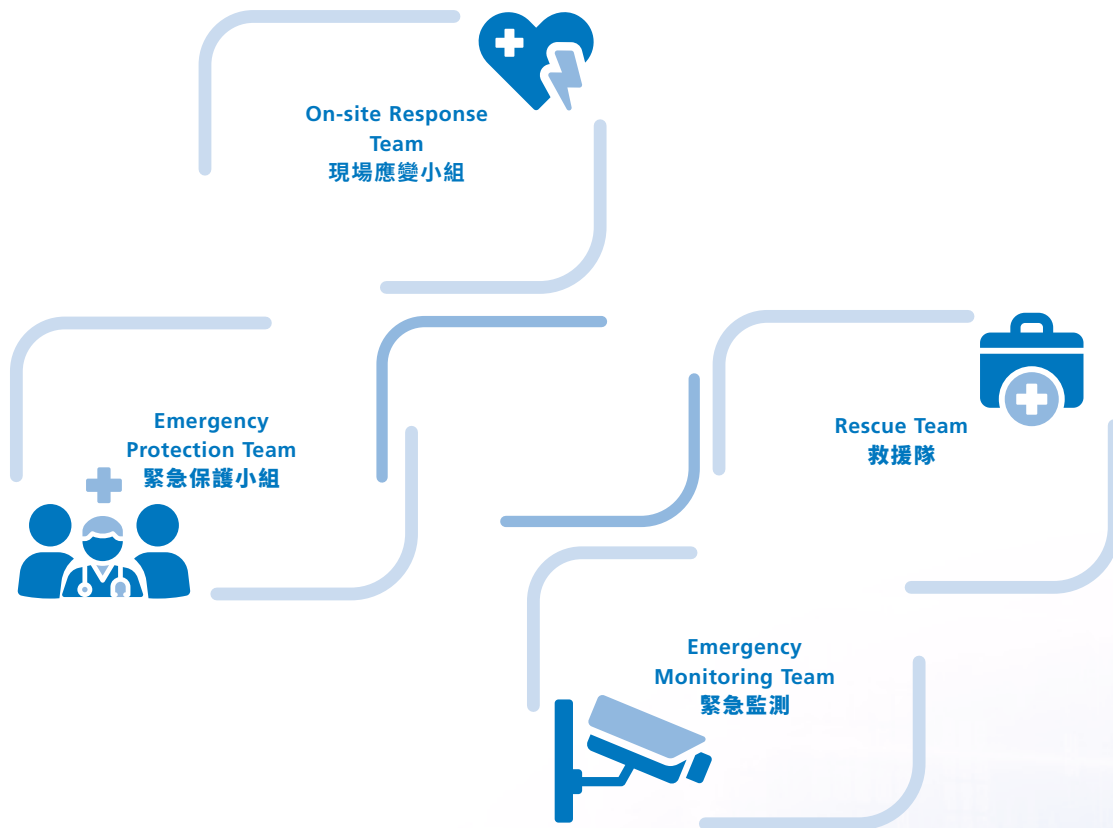 On-site Response
Team
現場應變小組
Emergency
Protection Team
緊急保護小組
Rescue Team
救援隊
Emergency
Monitoring Team
緊急監測